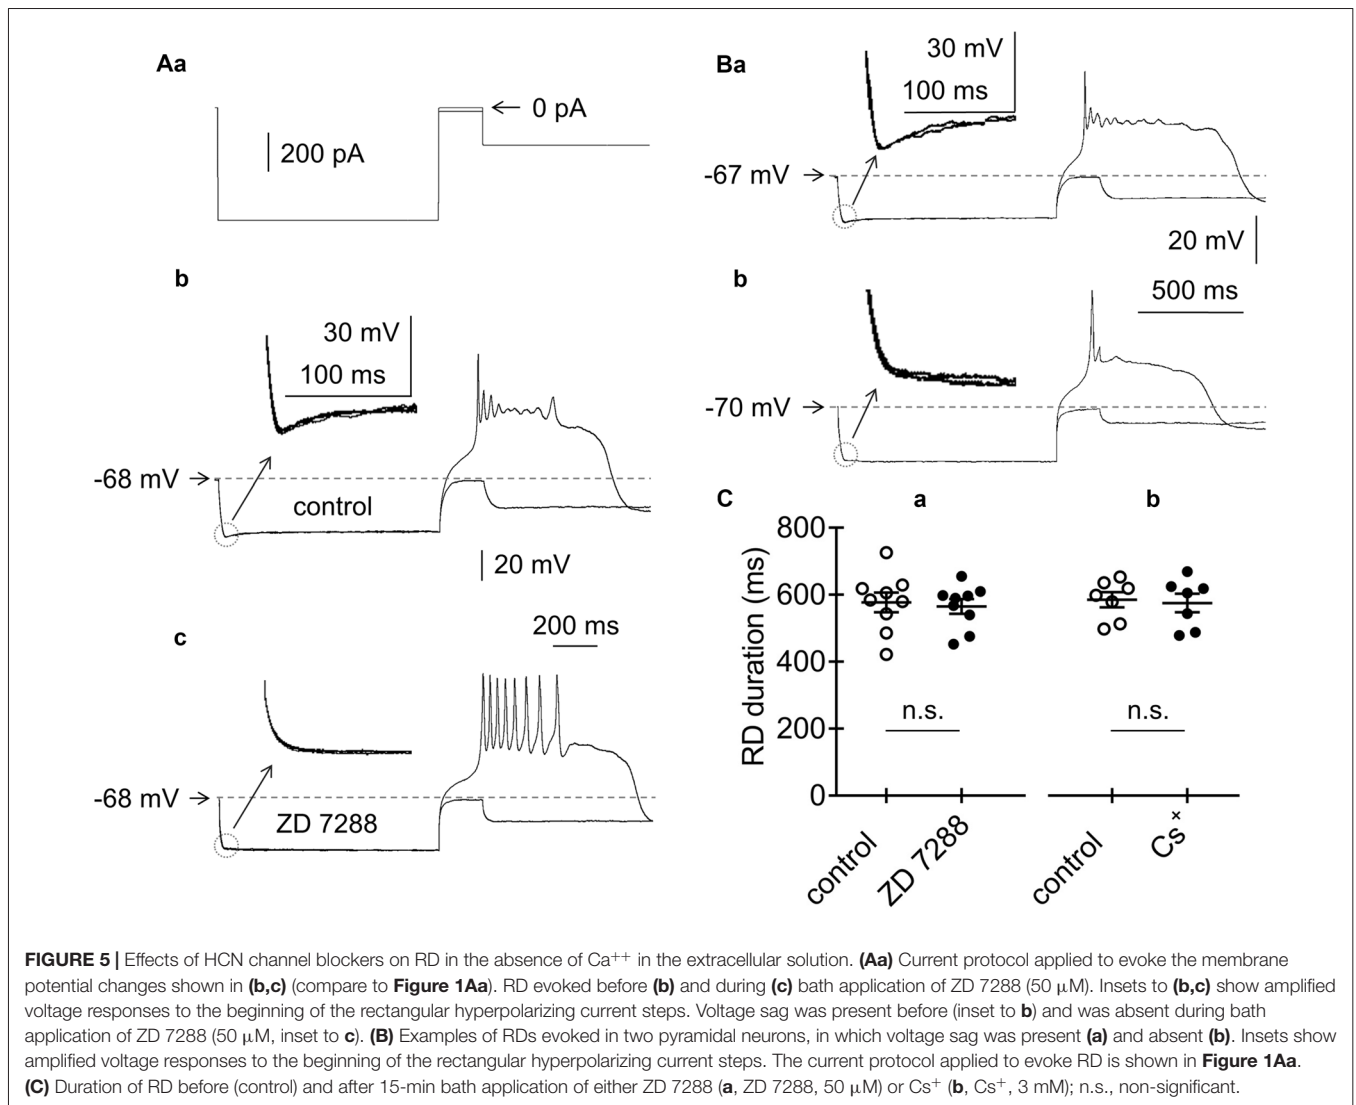 Aa
0 pA
200 pA
b
30 mV
100 ms
-68 mV
control
20 mV
200 ms
c
-68 mV
ZD 7288
Ba
30 mV
100 ms
-67 mV
20 mV
500 ms
b
-70 mV
C
a
b
RD duration (ms)
800
600
400
200
0
n.s.
n.s.
control
ZD 7288
control
Cs⁺
FIGURE 5 | Effects of HCN channel blockers on RD in the absence of Ca⁺⁺ in the extracellular solution. (Aa) Current protocol applied to evoke the membrane
potential changes shown in (b,c) (compare to Figure 1Aa). RD evoked before (b) and during (c) bath application of ZD 7288 (50 μM). Insets to (b,c) show amplified
voltage responses to the beginning of the rectangular hyperpolarizing current steps. Voltage sag was present before (inset to b) and was absent during bath
application of ZD 7288 (50 μM, inset to c). (B) Examples of RDs evoked in two pyramidal neurons, in which voltage sag was present (a) and absent (b). Insets show
amplified voltage responses to the beginning of the rectangular hyperpolarizing current steps. The current protocol applied to evoke RD is shown in Figure 1Aa.
(C) Duration of RD before (control) and after 15-min bath application of either ZD 7288 (a, ZD 7288, 50 μM) or Cs⁺ (b, Cs⁺, 3 mM); n.s., non-significant.